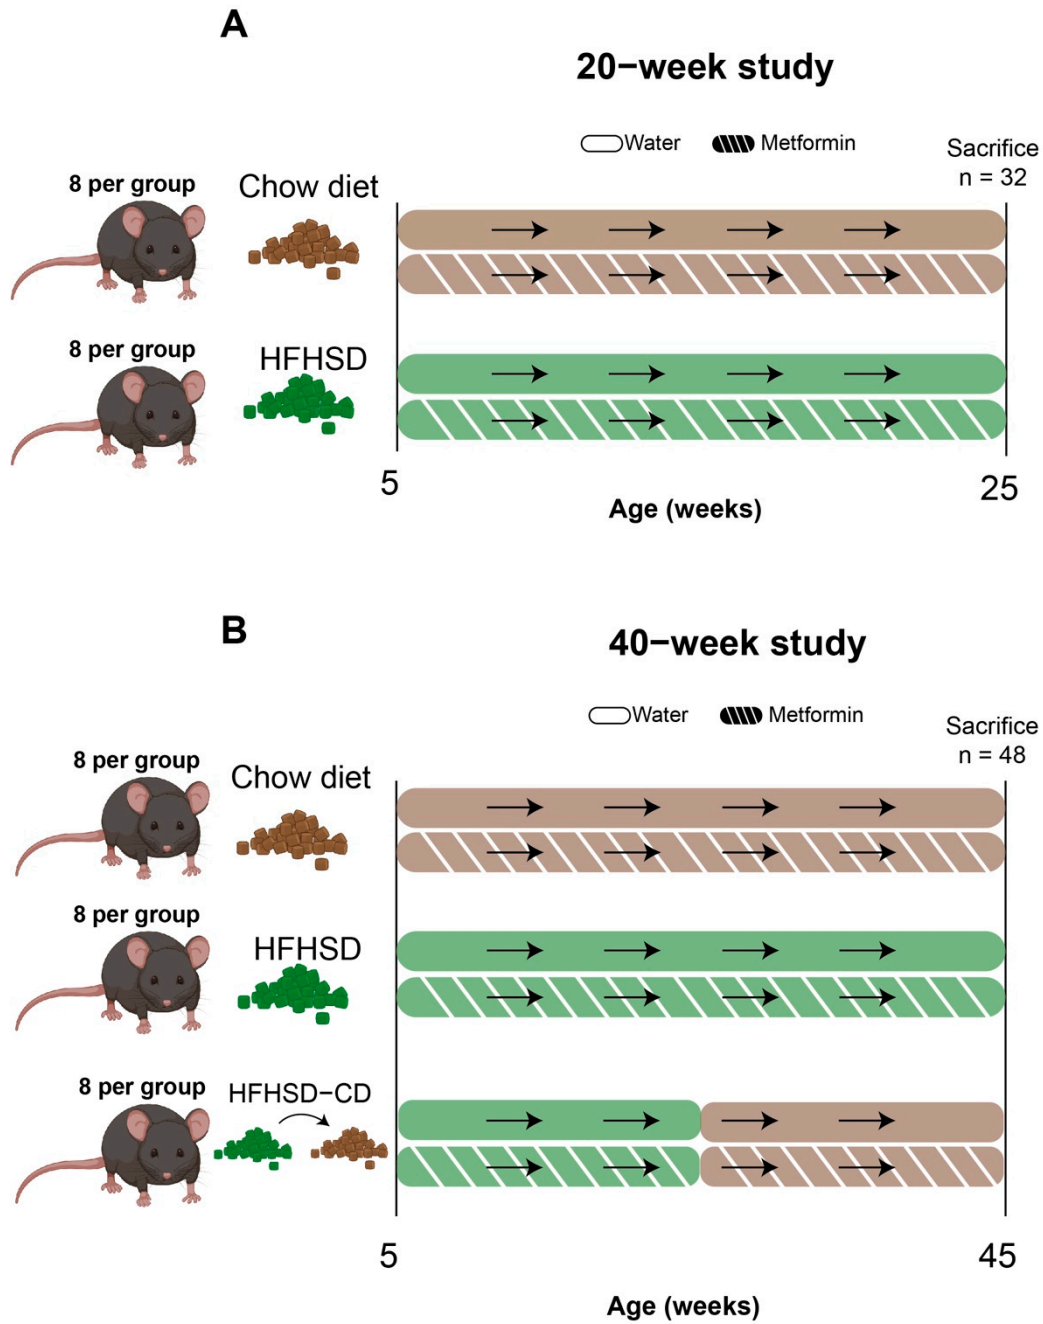 A
20−week study
Water
Metformin
Sacrifice
n = 32
8 per group
Chow diet
8 per group
HFHSD
5
25
Age (weeks)
B
40−week study
Water
Metformin
Sacrifice
n = 48
8 per group
Chow diet
8 per group
HFHSD
8 per group
HFHSD−CD
5
45
Age (weeks)